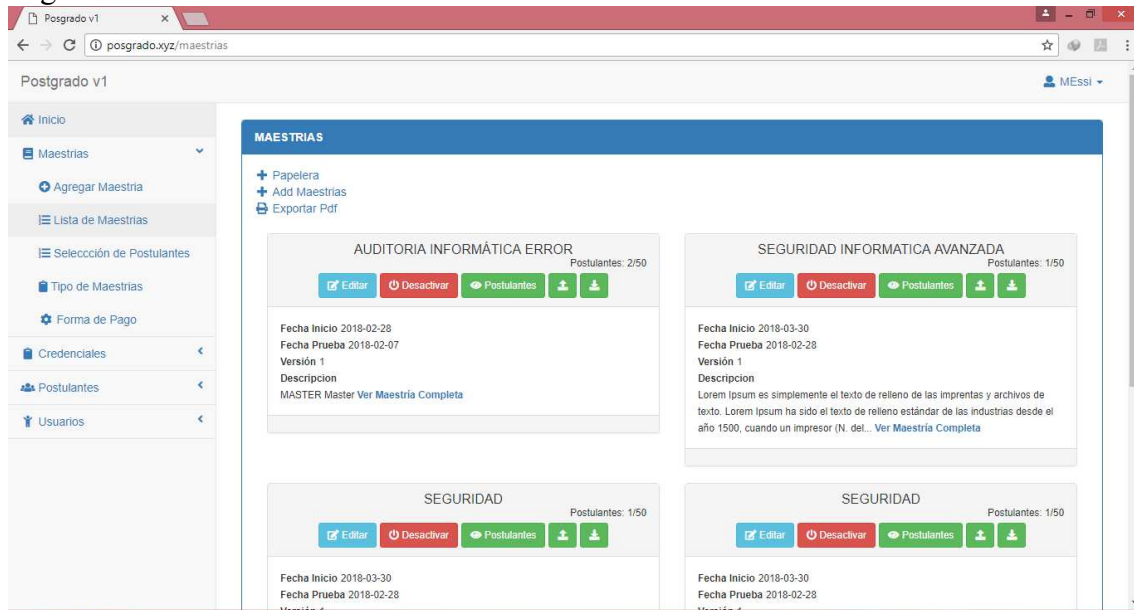 Posgrado v1
posgrado.xyz/maestrias
Postgrado v1
MEssi
Inicio
Maestrias
Agregar Maestria
Lista de Maestrias
Seleccción de Postulantes
Tipo de Maestrias
Forma de Pago
Credenciales
Postulantes
Usuarios
MAESTRIAS
Papelera
Add Maestrias
Exportar Pdf
AUDITORIA INFORMÁTICA ERROR
Postulantes: 2/50
Editar Desactivar Postulantes
Fecha Inicio 2018-02-28
Fecha Prueba 2018-02-07
Versión 1
Descripcion
MASTER Master Ver Maestría Completa
SEGURIDAD INFORMATICA AVANZADA
Postulantes: 1/50
Editar Desactivar Postulantes
Fecha Inicio 2018-03-30
Fecha Prueba 2018-02-28
Versión 1
Descripcion
Lorem Ipsum es simplemente el texto de relleno de las imprentas y archivos de
texto. Lorem Ipsum ha sido el texto de relleno estándar de las industrias desde el
año 1500, cuando un impresor (N. del... Ver Maestría Completa
SEGURIDAD
Postulantes: 1/50
Editar Desactivar Postulantes
Fecha Inicio 2018-03-30
Fecha Prueba 2018-02-28
SEGURIDAD
Postulantes: 1/50
Editar Desactivar Postulantes
Fecha Inicio 2018-03-30
Fecha Prueba 2018-02-28